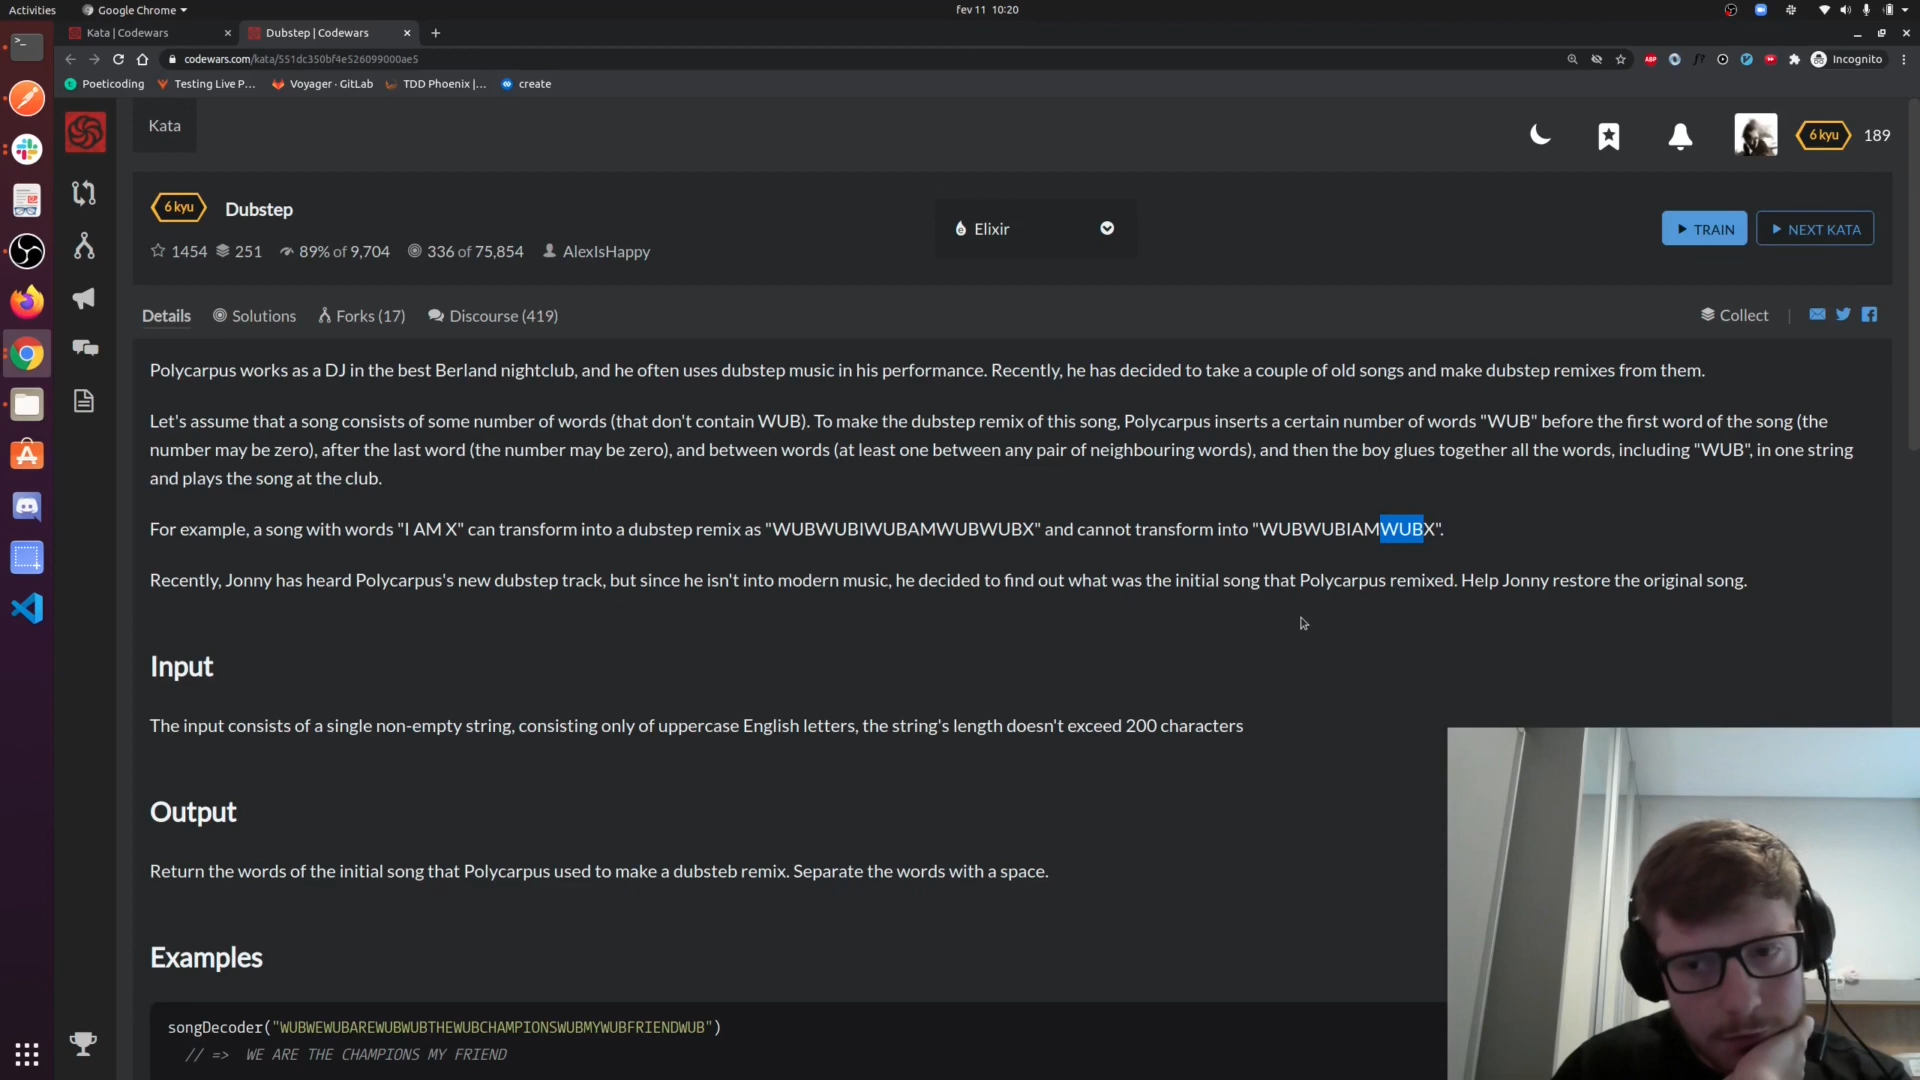 Activities
Google Chrome
fev 11 10:20
Kata | Codewars
Dubstep | Codewars
codewars.com/kata/551dc350bf4e526099000ae5
ABP
Incognito
Poeticoding
Testing Live P...
Voyager · GitLab
TDD Phoenix |...
create
Kata
6 kyu
189
6 kyu
Dubstep
Elixir
TRAIN
NEXT KATA
1454
251
89% of 9,704
336 of 75,854
AlexIsHappy
Details
Solutions
Forks (17)
Discourse (419)
Collect
Polycarpus works as a DJ in the best Berland nightclub, and he often uses dubstep music in his performance. Recently, he has decided to take a couple of old songs and make dubstep remixes from them.
Let's assume that a song consists of some number of words (that don't contain WUB). To make the dubstep remix of this song, Polycarpus inserts a certain number of words "WUB" before the first word of the song (the
number may be zero), after the last word (the number may be zero), and between words (at least one between any pair of neighbouring words), and then the boy glues together all the words, including "WUB", in one string
and plays the song at the club.
For example, a song with words "I AM X" can transform into a dubstep remix as "WUBWUBIWUBAMWUBWUBX" and cannot transform into "WUBWUBIAMWUBX".
Recently, Jonny has heard Polycarpus's new dubstep track, but since he isn't into modern music, he decided to find out what was the initial song that Polycarpus remixed. Help Jonny restore the original song.
Input
The input consists of a single non-empty string, consisting only of uppercase English letters, the string's length doesn't exceed 200 characters
Output
Return the words of the initial song that Polycarpus used to make a dubsteb remix. Separate the words with a space.
Examples
songDecoder("WUBWEWUBAREWUBWUBTHEWUBCHAMPIONSWUBMYWUBFRIENDWUB")
// => WE ARE THE CHAMPIONS MY FRIEND